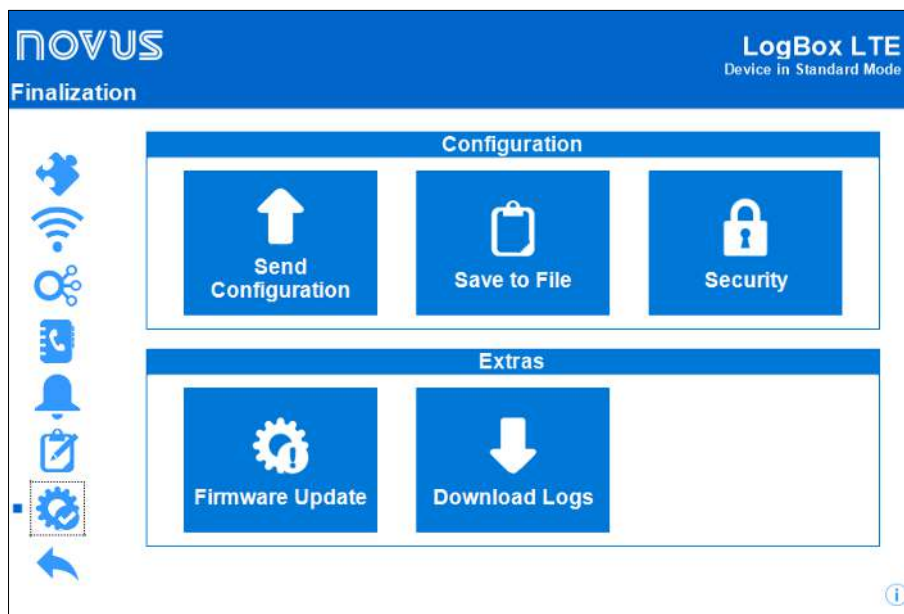 NOVUS
LogBox LTE
Device in Standard Mode
Finalization
Configuration
Send
Configuration
Save to File
Security
Extras
Firmware Update
Download Logs